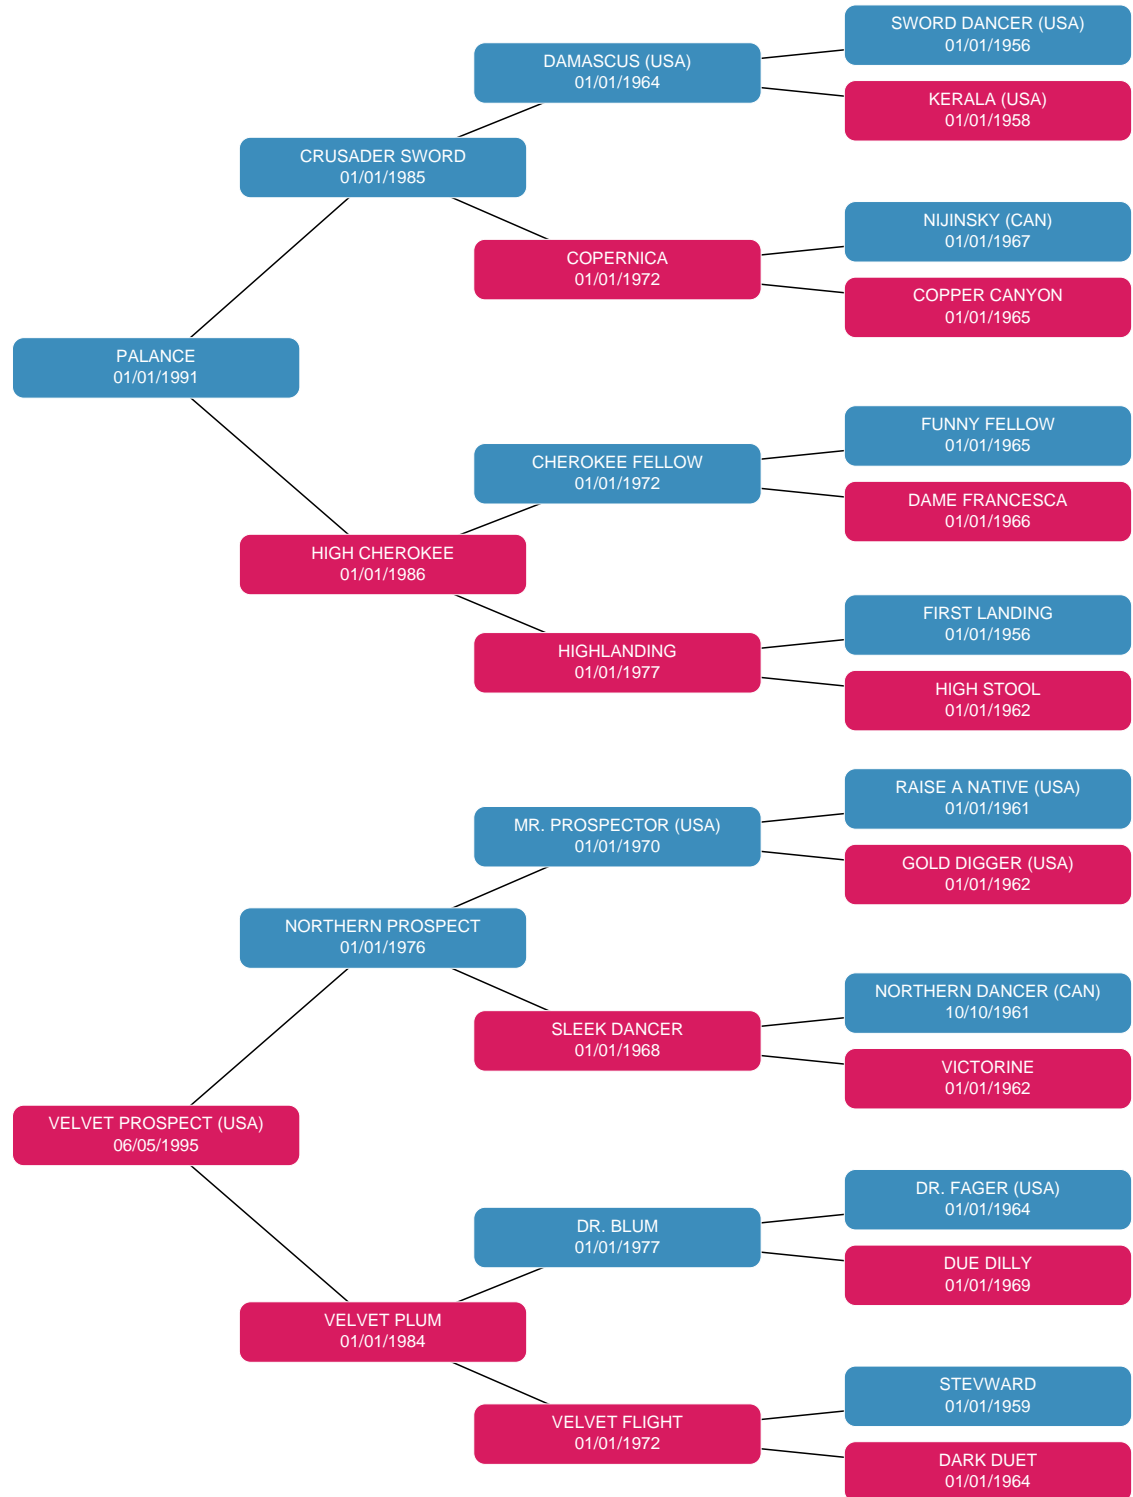 SWORD DANCER (USA)
01/01/1956
DAMASCUS (USA)
01/01/1964
KERALA (USA)
01/01/1958
CRUSADER SWORD
01/01/1985
NIJINSKY (CAN)
01/01/1967
COPERNICA
01/01/1972
COPPER CANYON
01/01/1965
PALANCE
01/01/1991
FUNNY FELLOW
01/01/1965
CHEROKEE FELLOW
01/01/1972
DAME FRANCESCA
01/01/1966
HIGH CHEROKEE
01/01/1986
FIRST LANDING
01/01/1956
HIGHLANDING
01/01/1977
HIGH STOOL
01/01/1962
RAISE A NATIVE (USA)
01/01/1961
MR. PROSPECTOR (USA)
01/01/1970
GOLD DIGGER (USA)
01/01/1962
NORTHERN PROSPECT
01/01/1976
NORTHERN DANCER (CAN)
10/10/1961
SLEEK DANCER
01/01/1968
VICTORINE
01/01/1962
VELVET PROSPECT (USA)
06/05/1995
DR. FAGER (USA)
01/01/1964
DR. BLUM
01/01/1977
DUE DILLY
01/01/1969
VELVET PLUM
01/01/1984
STEVWARD
01/01/1959
VELVET FLIGHT
01/01/1972
DARK DUET
01/01/1964